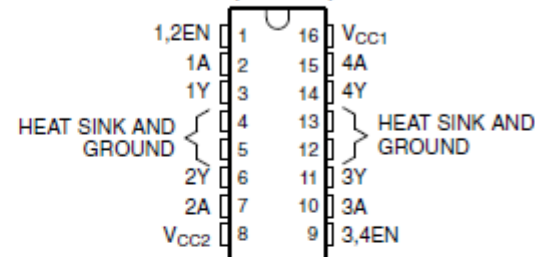 1,2EN 1 16 VCC1
1A 2 15 4A
1Y 3 14 4Y
HEAT SINK AND GROUND 4 13 HEAT SINK AND GROUND
5 12
2Y 6 11 3Y
2A 7 10 3A
VCC2 8 9 3,4EN